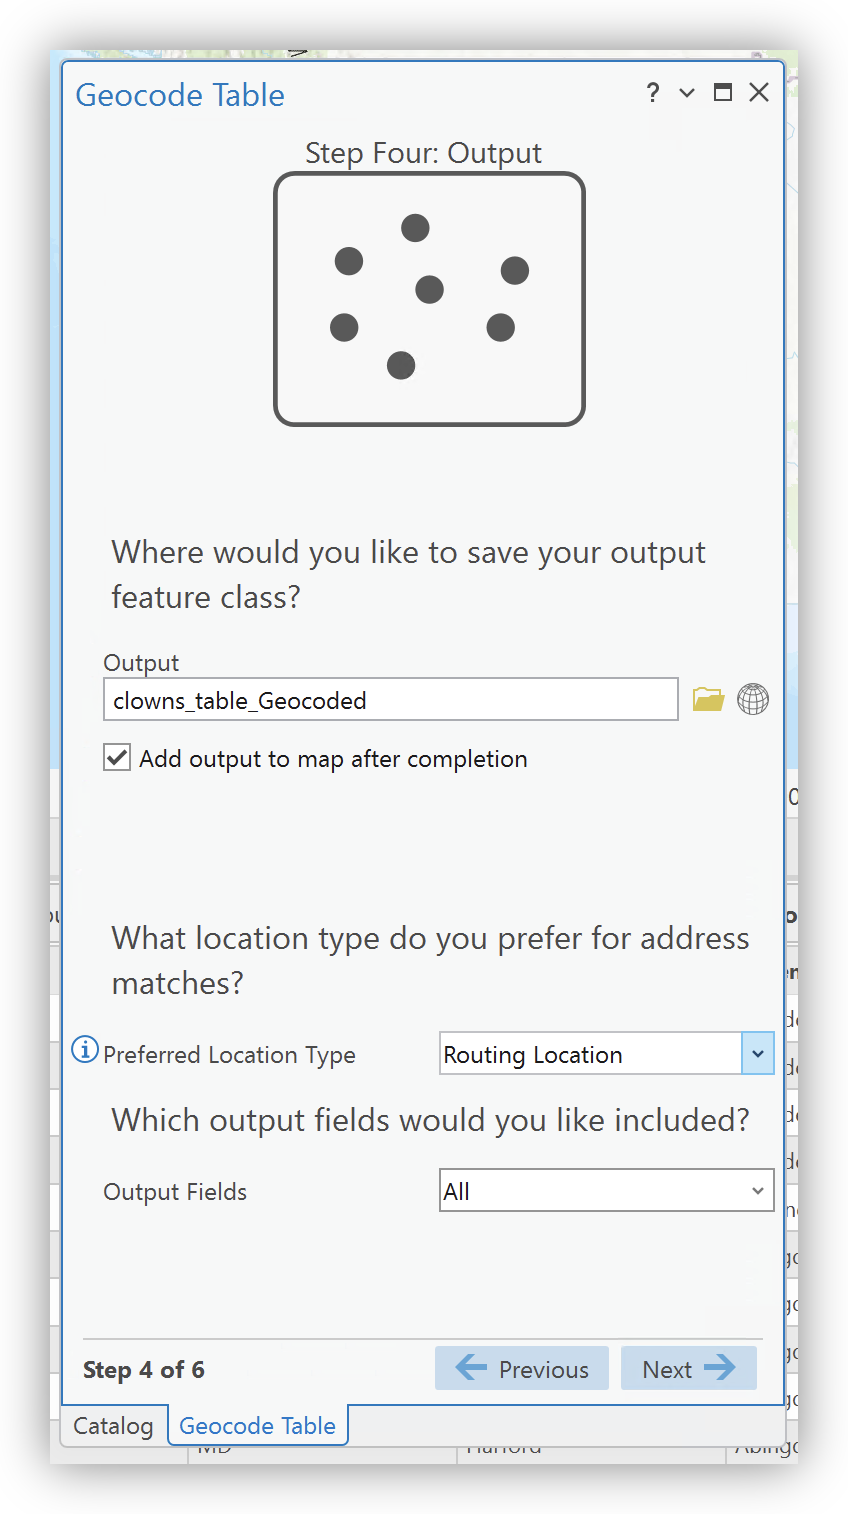 Geocode Table
?
Step Four: Output
Where would you like to save your output
feature class?
Output
clowns_table_Geocoded
Add output to map after completion
What location type do you prefer for address
matches?
Preferred Location Type
Routing Location
Which output fields would you like included?
Output Fields
All
Step 4 of 6
Previous
Next
Catalog
Geocode Table